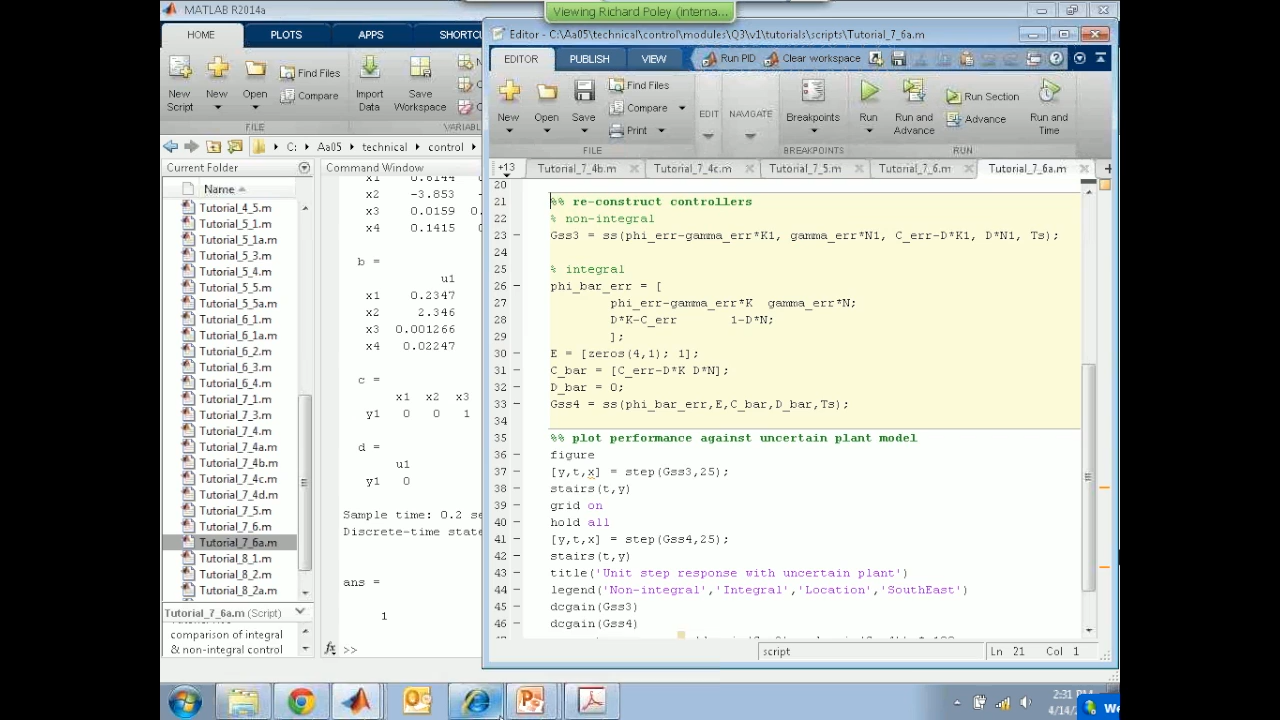 MATLAB R2014a
Viewing Richard Poley (interna...
HOME PLOTS APPS SHORTCU
New Script
New
Open
Find Files
Compare
Import Data
Save Workspace
FILE
VARIABL
C: Aa05 technical control
Current Folder
Name
Tutorial_4_5.m
Tutorial_5_1.m
Tutorial_5_1a.m
Tutorial_5_3.m
Tutorial_5_4.m
Tutorial_5_5.m
Tutorial_5_5a.m
Tutorial_6_1.m
Tutorial_6_1a.m
Tutorial_6_2.m
Tutorial_6_3.m
Tutorial_6_4.m
Tutorial_7_1.m
Tutorial_7_3.m
Tutorial_7_4.m
Tutorial_7_4a.m
Tutorial_7_4b.m
Tutorial_7_4c.m
Tutorial_7_4d.m
Tutorial_7_5.m
Tutorial_7_6.m
Tutorial_7_6a.m
Tutorial_8_1.m
Tutorial_8_2.m
Tutorial_8_2a.m
Tutorial_7_6a.m (Script)
comparison of integral
& non-integral control
Command Window
x2 -3.853
x3 0.0159
x4 0.1415
b =
u1
x1 0.2347
x2 2.346
x3 0.001266
x4 0.02247
c =
x1 x2 x3
y1 0 0 1
d =
u1
y1 0
Sample time: 0.2 se
Discrete-time state
ans =
1
>>
Editor - C:\Aa05\technical\control\modules\Q3\v1\tutorials\scripts\Tutorial_7_6a.m
EDITOR PUBLISH VIEW Run PID Clear workspace
New
Open
Save
Find Files
Compare
Print
EDIT
NAVIGATE
Breakpoints
Run
Run and Advance
Run Section
Advance
Run and Time
FILE BREAKPOINTS RUN
+13 Tutorial_7_4b.m Tutorial_7_4c.m Tutorial_7_5.m Tutorial_7_6.m Tutorial_7_6a.m
20
21 %% re-construct controllers
22 % non-integral
23 Gss3 = ss(phi_err-gamma_err*K1, gamma_err*N1, C_err-D*K1, D*N1, Ts);
24
25 % integral
26 phi_bar_err = [
27 phi_err-gamma_err*K gamma_err*N;
28 D*K-C_err 1-D*N;
29 ];
30 E = [zeros(4,1); 1];
31 C_bar = [C_err-D*K D*N];
32 D_bar = 0;
33 Gss4 = ss(phi_bar_err,E,C_bar,D_bar,Ts);
34
35 %% plot performance against uncertain plant model
36 figure
37 [y,t,x] = step(Gss3,25);
38 stairs(t,y)
39 grid on
40 hold all
41 [y,t,x] = step(Gss4,25);
42 stairs(t,y)
43 title('Unit step response with uncertain plant')
44 legend('Non-integral','Integral','Location','SouthEast')
45 dcgain(Gss3)
46 dcgain(Gss4)
script Ln 21 Col 1
2:31 PM
4/14/2
We